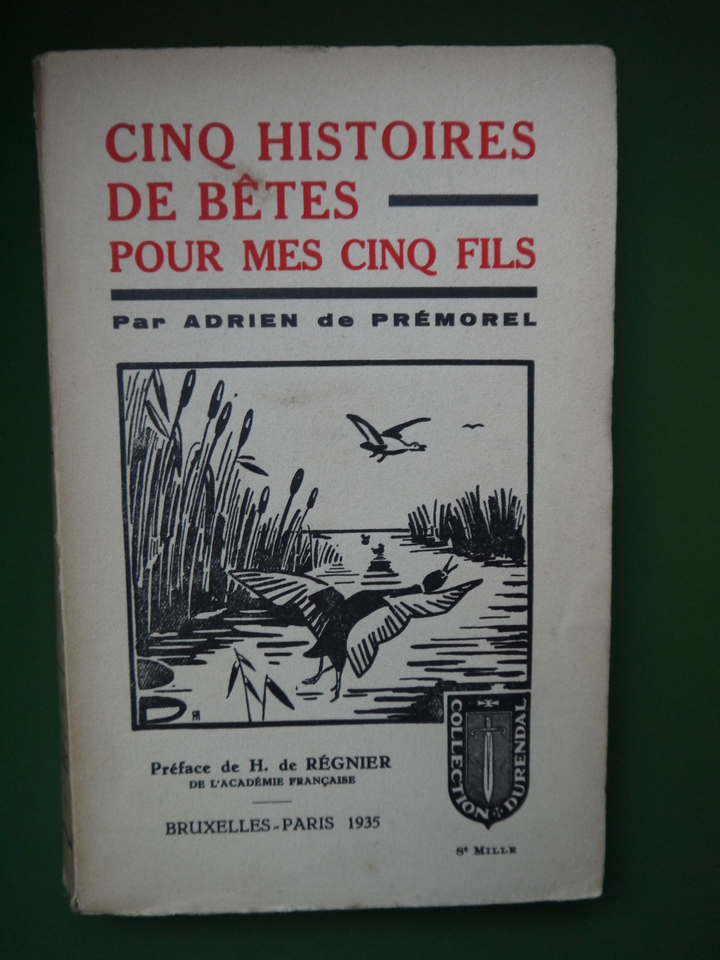 CINQ HISTOIRES
DE BÊTES
POUR MES CINQ FILS
Par ADRIEN de PRÉMOREL
Préface de H. de RÉGNIER
DE L'ACADÉMIE FRANÇAISE
BRUXELLES-PARIS 1935
COLLECTION DURENDAL
8e MILLE